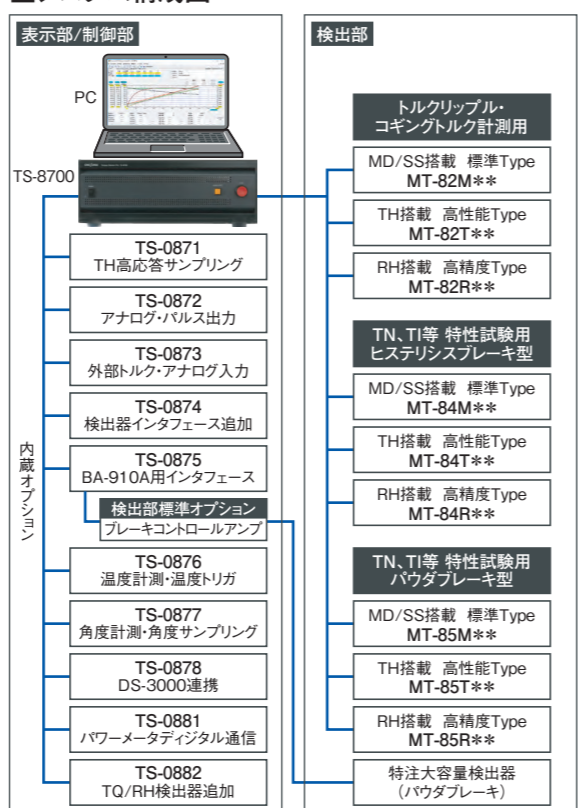 表示部/制御部
PC
TS-8700
内蔵オプション
TS-0871
TH高応答サンプリング
TS-0872
アナログ・パルス出力
TS-0873
外部トルク・アナログ入力
TS-0874
検出器インタフェース追加
TS-0875
BA-910A用インタフェース
検出部標準オプション
ブレーキコントロールアンプ
TS-0876
温度計測・温度トリガ
TS-0877
角度計測・角度サンプリング
TS-0878
DS-3000連携
TS-0881
パワーメータディジタル通信
TS-0882
TQ/RH検出器追加
検出部
トルクリップル・
コギングトルク計測用
MD/SS搭載 標準Type
MT-82M**
TH搭載 高性能Type
MT-82T**
RH搭載 高精度Type
MT-82R**
TN、TI等 特性試験用
ヒステリシスブレーキ型
MD/SS搭載 標準Type
MT-84M**
TH搭載 高性能Type
MT-84T**
RH搭載 高精度Type
MT-84R**
TN、TI等 特性試験用
パウダブレーキ型
MD/SS搭載 標準Type
MT-85M**
TH搭載 高性能Type
MT-85T**
RH搭載 高精度Type
MT-85R**
特注大容量検出器
(パウダブレーキ)